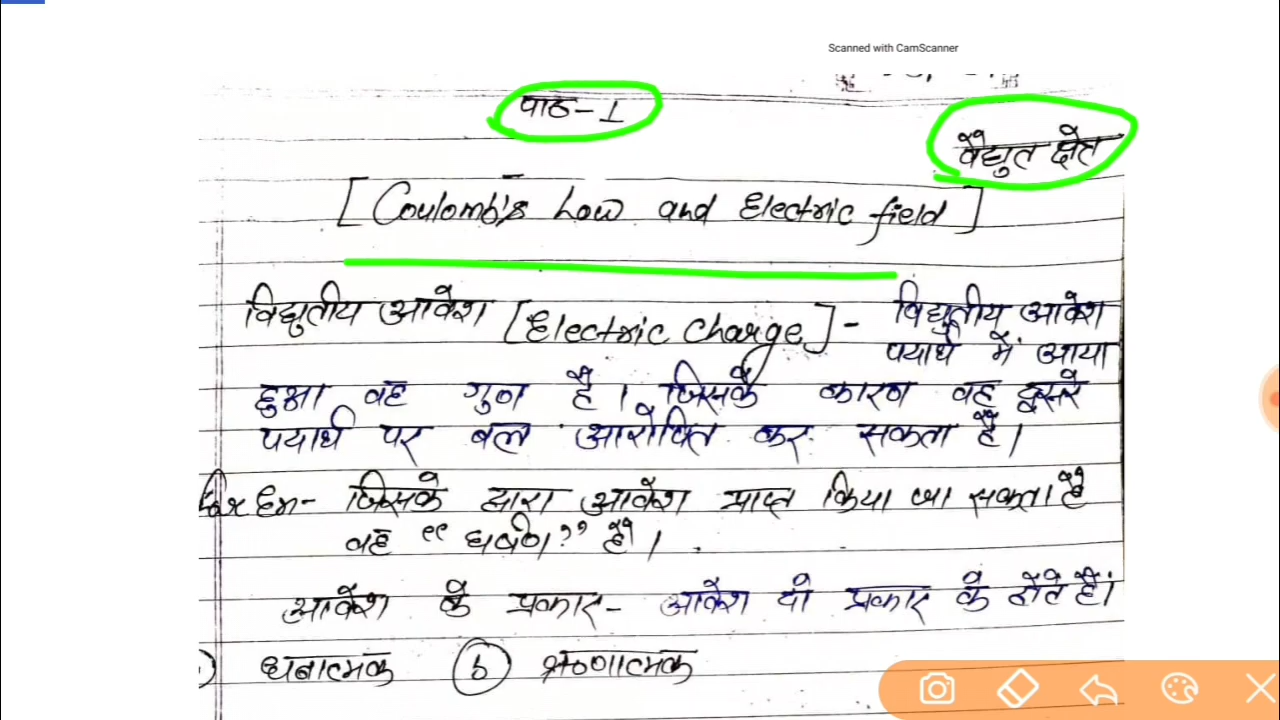 Scanned with CamScanner
पाठ-1
वैद्युत क्षेत्र
[Coulomb's Law and Electric field]
विद्युतीय आवेश [Electric Charge] - विद्युतीय आवेश
पदार्थ में आया
हुआ वह गुण है। जिसके कारण वह दूसरे
पदार्थ पर बल आरोपित कर सकता है।
जिसके द्वारा आवेश प्राप्त किया जा सकता है
वह "घर्षण" है।
आवेश के प्रकार- आवेश दो प्रकार के होते हैं।
धनात्मक (b) ऋणात्मक